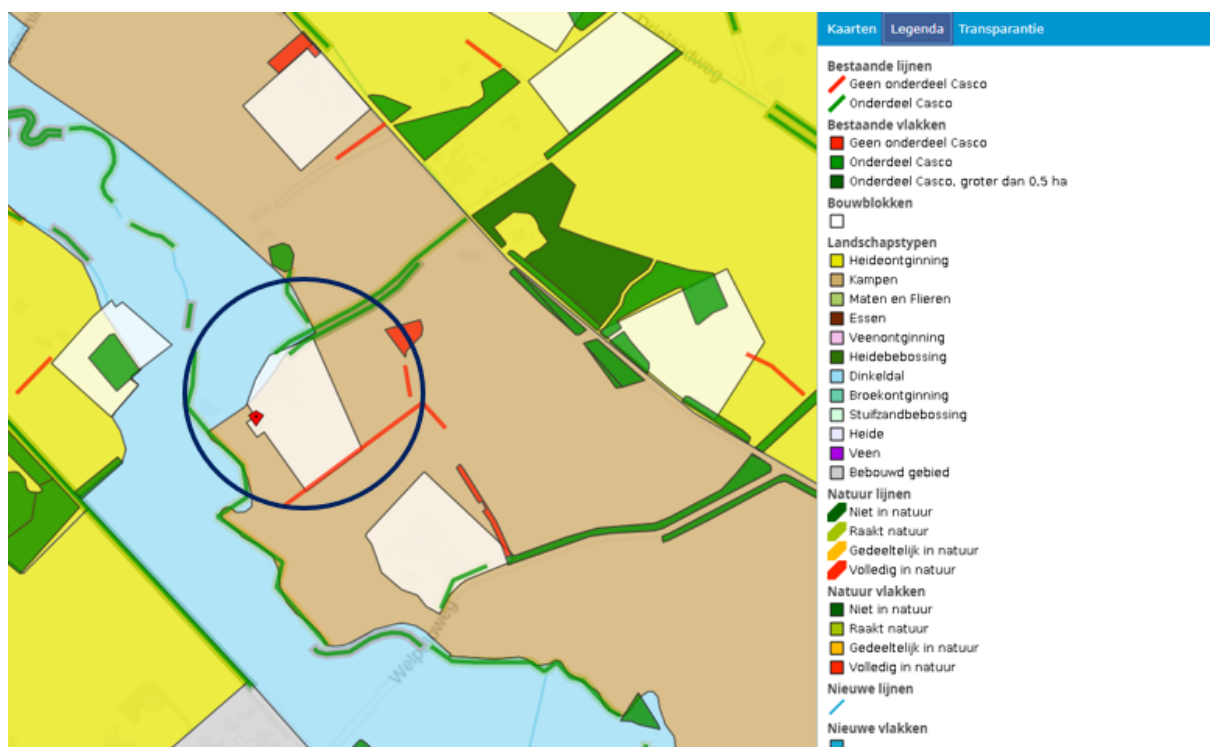 Drielandweg
Welpeloweg
Kaarten Legenda Transparantie
Bestaande lijnen
Geen onderdeel Casco
Onderdeel Casco
Bestaande vlakken
Geen onderdeel Casco
Onderdeel Casco
Onderdeel Casco, groter dan 0,5 ha
Bouwblokken
Landschapstypen
Heideontginning
Kampen
Maten en Flieren
Essen
Veenontginning
Heidebebossing
Dinkeldal
Broekontginning
Stuifzandbebossing
Heide
Veen
Bebouwd gebied
Natuur lijnen
Niet in natuur
Raakt natuur
Gedeeltelijk in natuur
Volledig in natuur
Natuur vlakken
Niet in natuur
Raakt natuur
Gedeeltelijk in natuur
Volledig in natuur
Nieuwe lijnen
Nieuwe vlakken